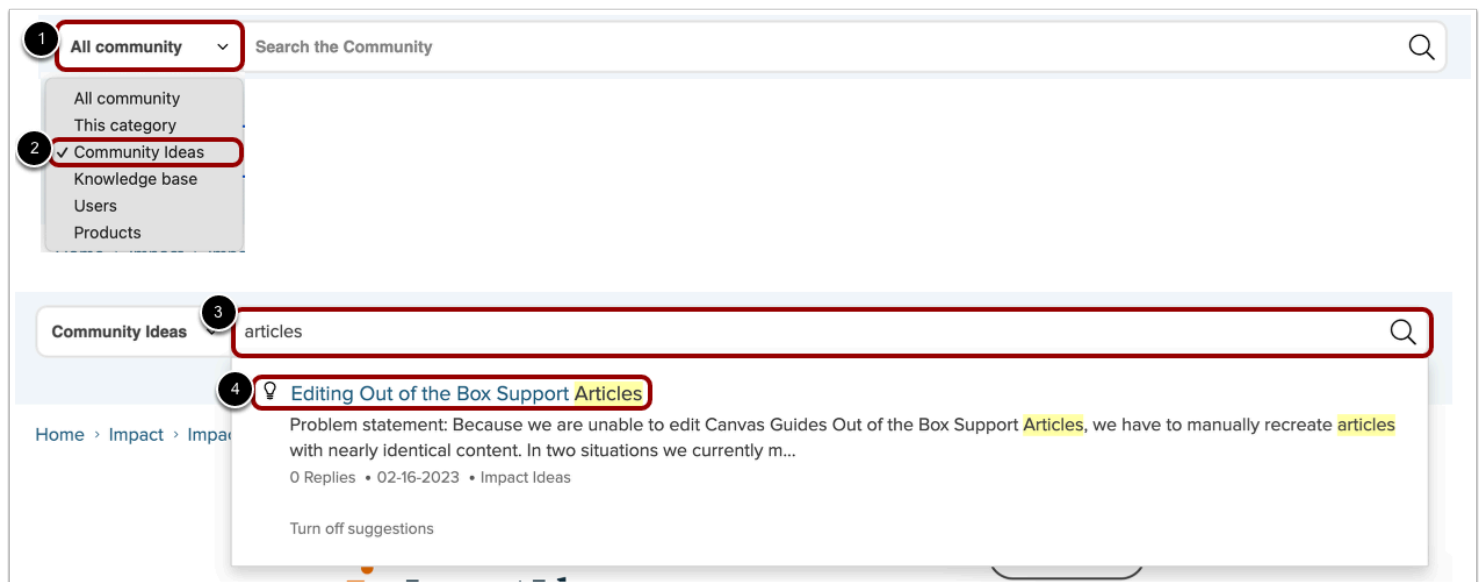 1
All community
Search the Community
All community
This category
2
✓ Community Ideas
Knowledge base
Users
Products
3
Community Ideas
articles
4
Editing Out of the Box Support Articles
Problem statement: Because we are unable to edit Canvas Guides Out of the Box Support Articles, we have to manually recreate articles
with nearly identical content. In two situations we currently m...
0 Replies • 02-16-2023 • Impact Ideas
Home › Impact › Impa
Turn off suggestions